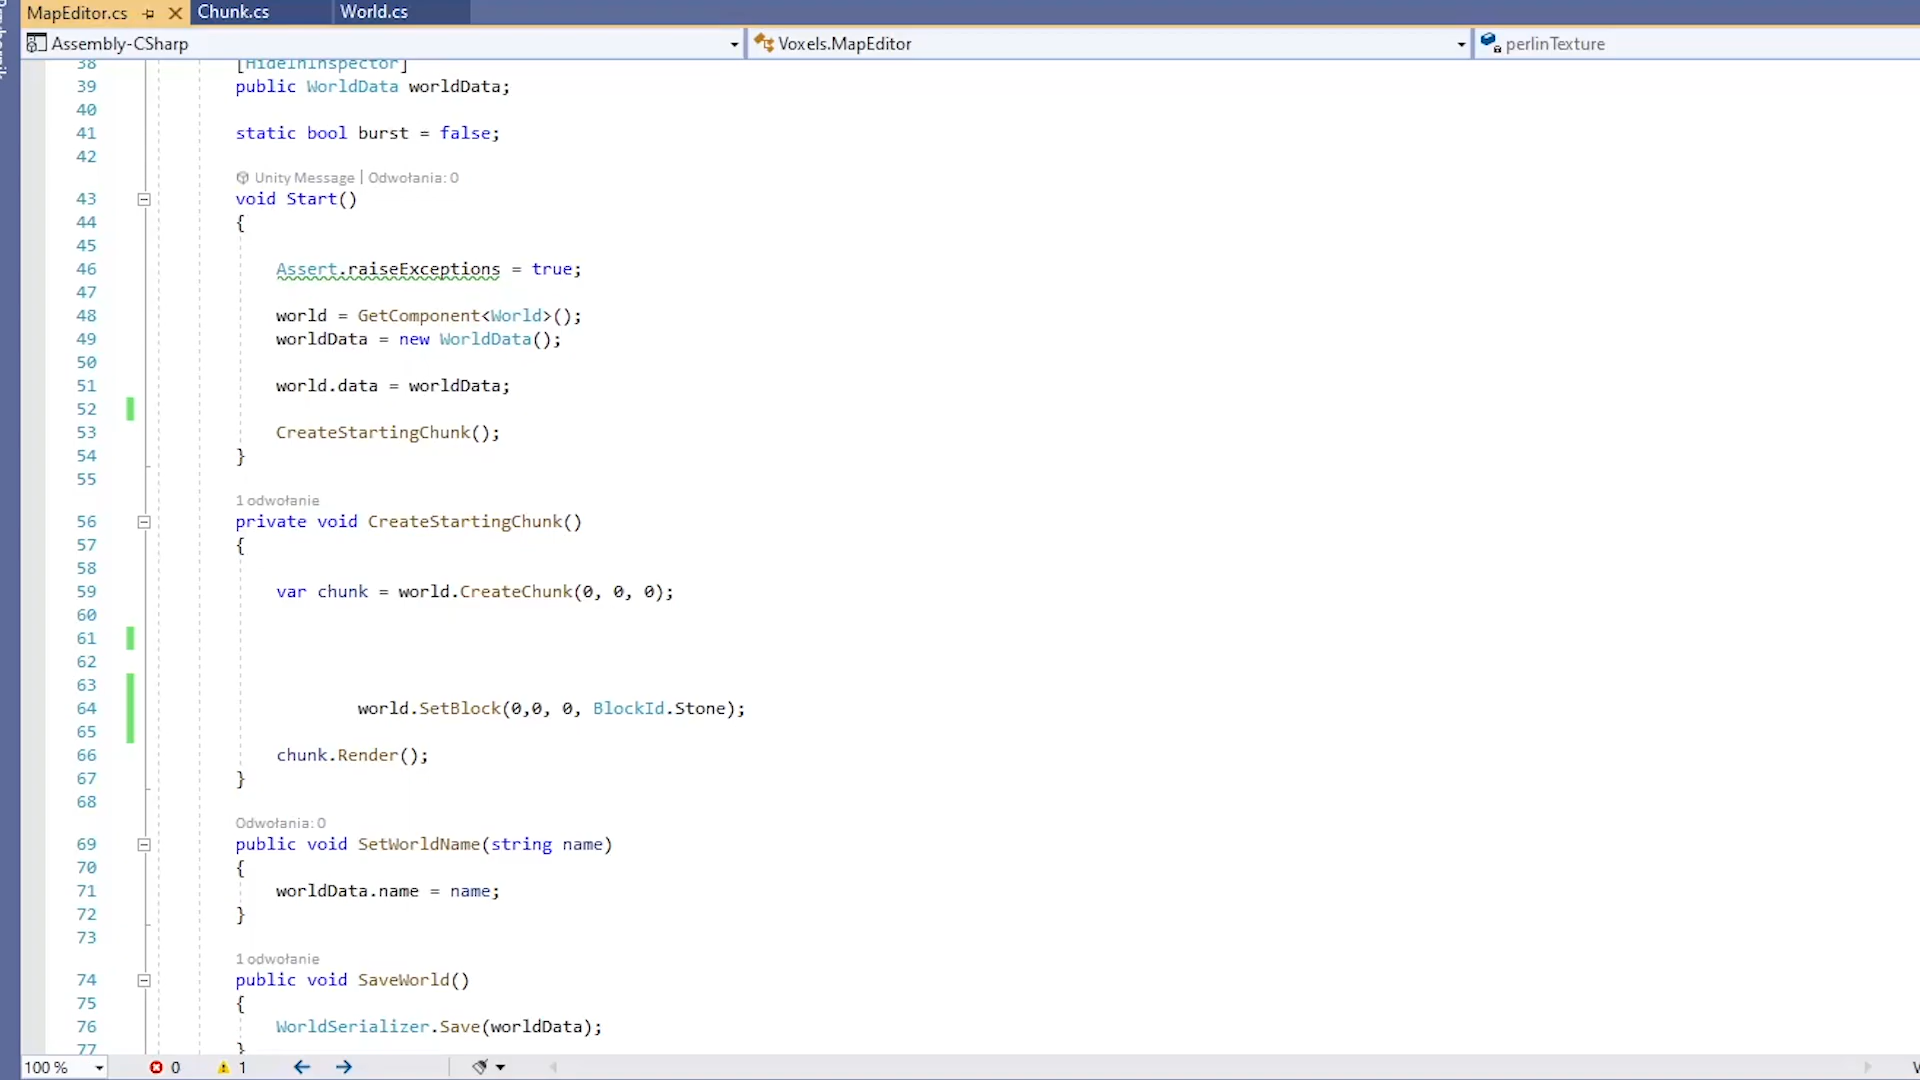 MapEditor.cs
Chunk.cs
World.cs
Assembly-CSharp
Voxels.MapEditor
perlinTexture
38 [HideInInspector]
39 public WorldData worldData;
40
41 static bool burst = false;
42
Unity Message | Odwołania: 0
43 void Start()
44 {
45
46 Assert.raiseExceptions = true;
47
48 world = GetComponent<World>();
49 worldData = new WorldData();
50
51 world.data = worldData;
52
53 CreateStartingChunk();
54 }
55
1 odwołanie
56 private void CreateStartingChunk()
57 {
58
59 var chunk = world.CreateChunk(0, 0, 0);
60
61
62
63
64 world.SetBlock(0,0, 0, BlockId.Stone);
65
66 chunk.Render();
67 }
68
Odwołania: 0
69 public void SetWorldName(string name)
70 {
71 worldData.name = name;
72 }
73
1 odwołanie
74 public void SaveWorld()
75 {
76 WorldSerializer.Save(worldData);
77 }
100 % 0 1